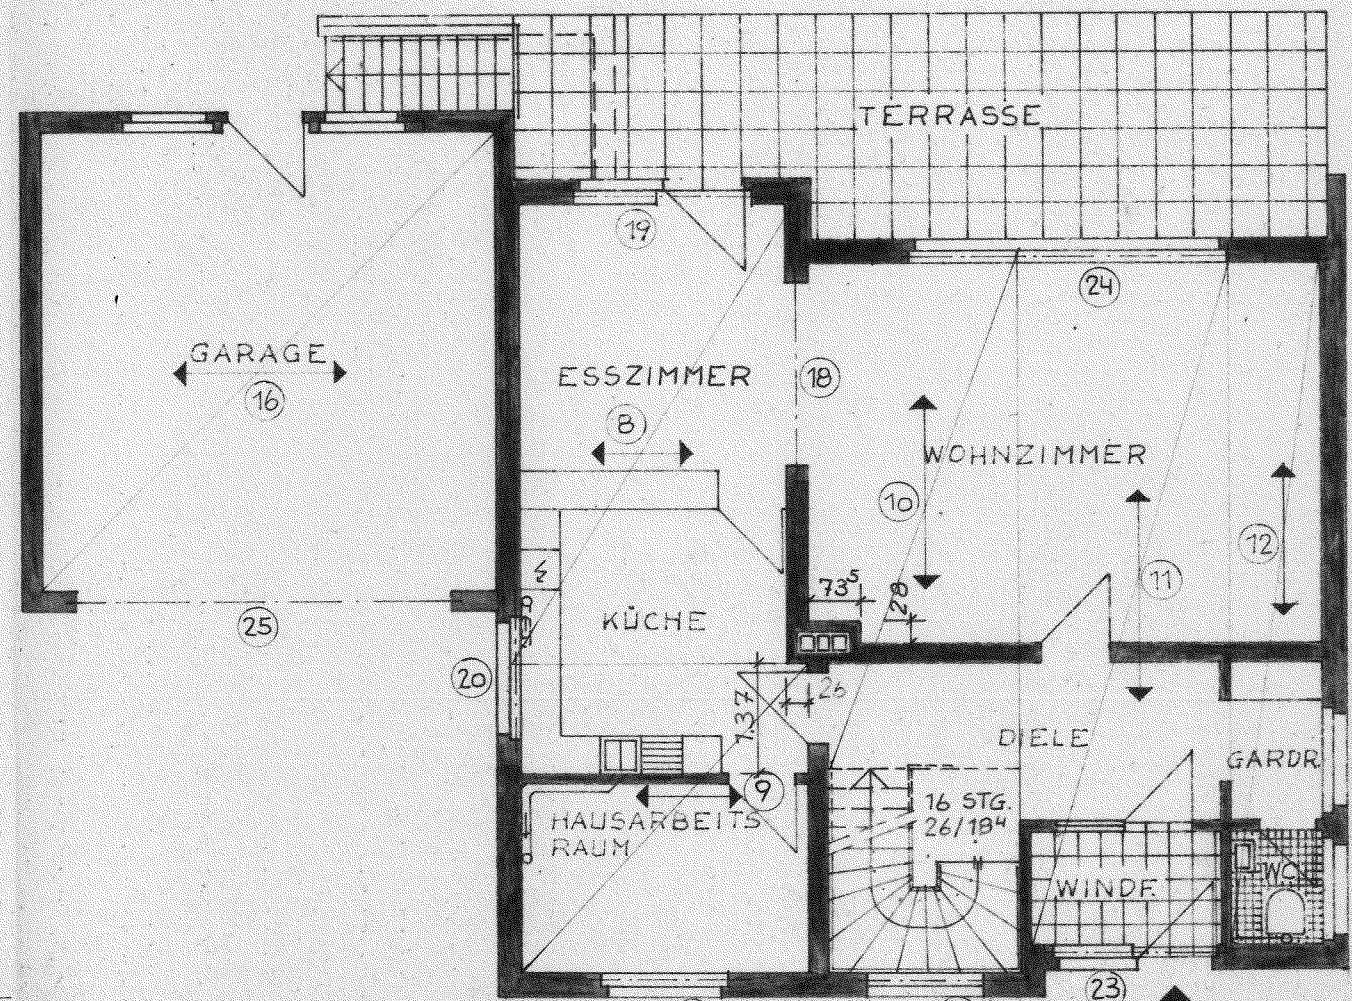 TERRASSE
19
24
GARAGE
16
ESSZIMMER
8
18
WOHNZIMMER
10
12
11
73⁵
28
KÜCHE
25
20
26
1.37
DIELE
GARDR.
9
16 STG.
26/18⁴
HAUSARBEITS
RAUM
WC
WINDF.
23